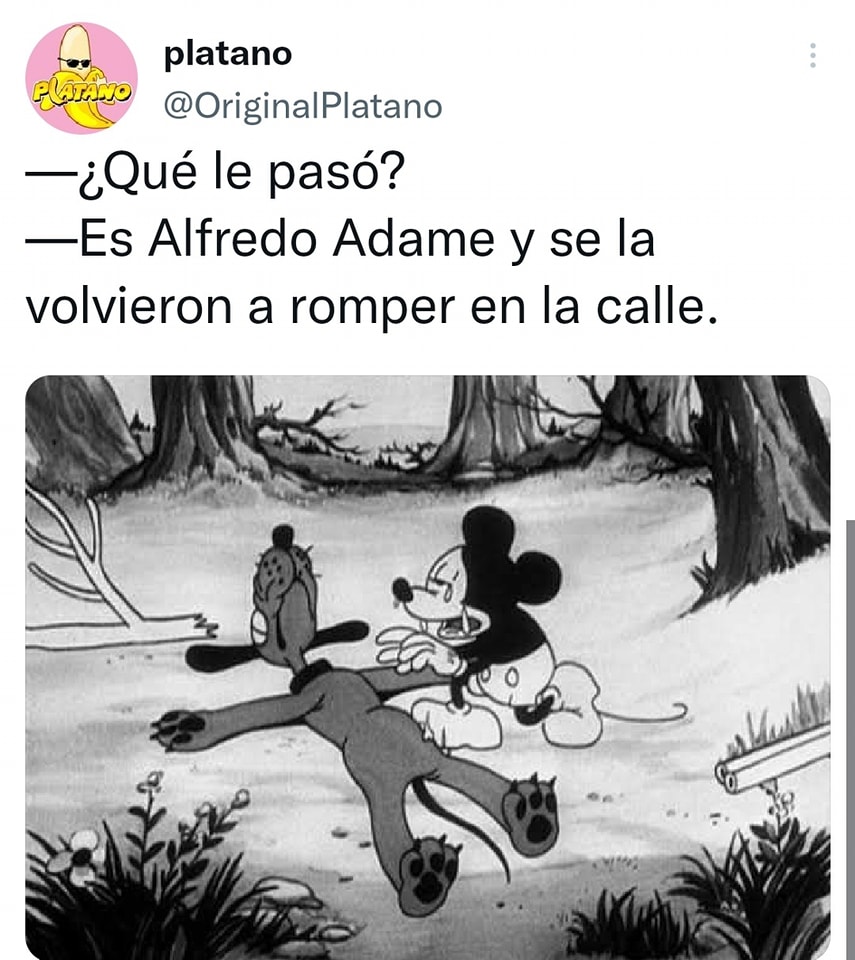 PLATANO
platano
@OriginalPlatano
—¿Qué le pasó?
—Es Alfredo Adame y se la
volvieron a romper en la calle.